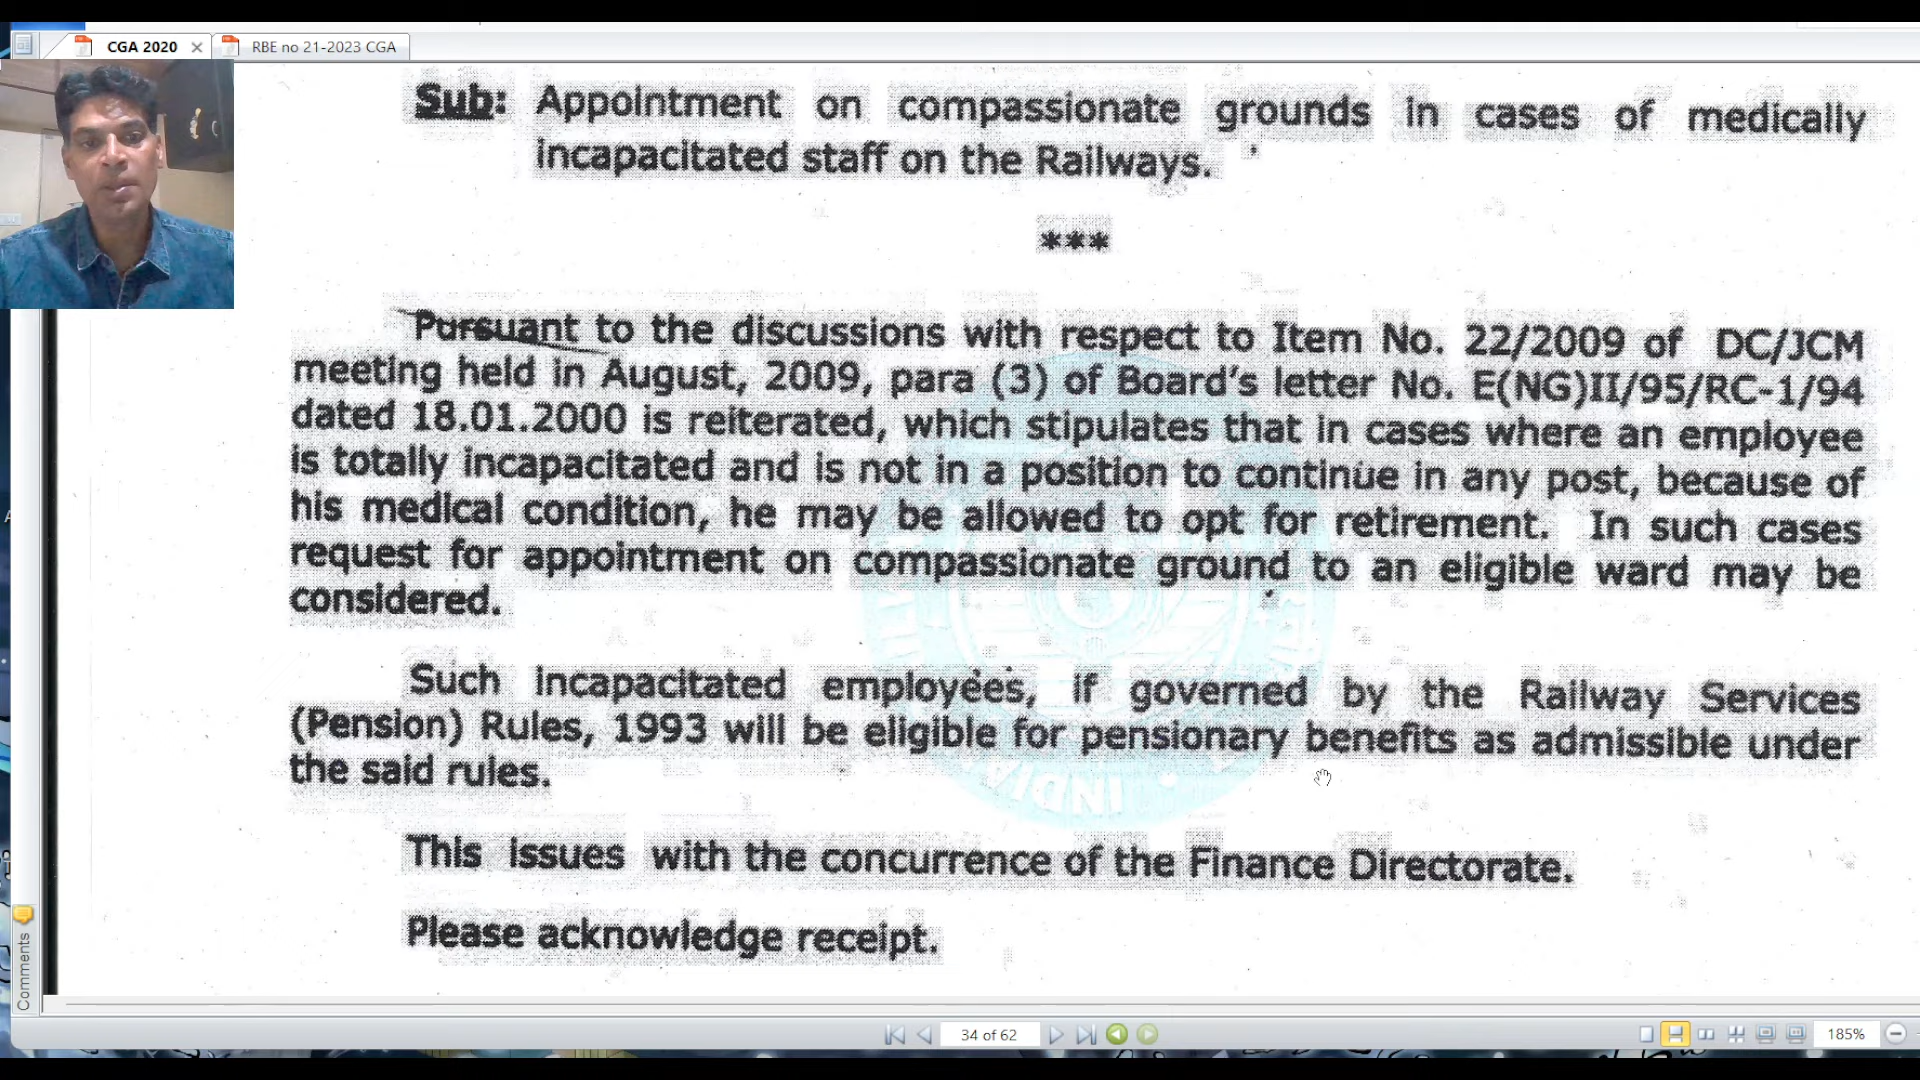 CGA 2020
RBE no 21-2023 CGA
Sub: Appointment on compassionate grounds in cases of medically
incapacitated staff on the Railways.
***
Pursuant to the discussions with respect to Item No. 22/2009 of DC/JCM
meeting held in August, 2009, para (3) of Board's letter No. E(NG)II/95/RC-1/94
dated 18.01.2000 is reiterated, which stipulates that in cases where an employee
is totally incapacitated and is not in a position to continue in any post, because of
his medical condition, he may be allowed to opt for retirement. In such cases
request for appointment on compassionate ground to an eligible ward may be
considered.
Such incapacitated employees, if governed by the Railway Services
(Pension) Rules, 1993 will be eligible for pensionary benefits as admissible under
the said rules.
This issues with the concurrence of the Finance Directorate.
Please acknowledge receipt.
Comments
34 of 62
185%